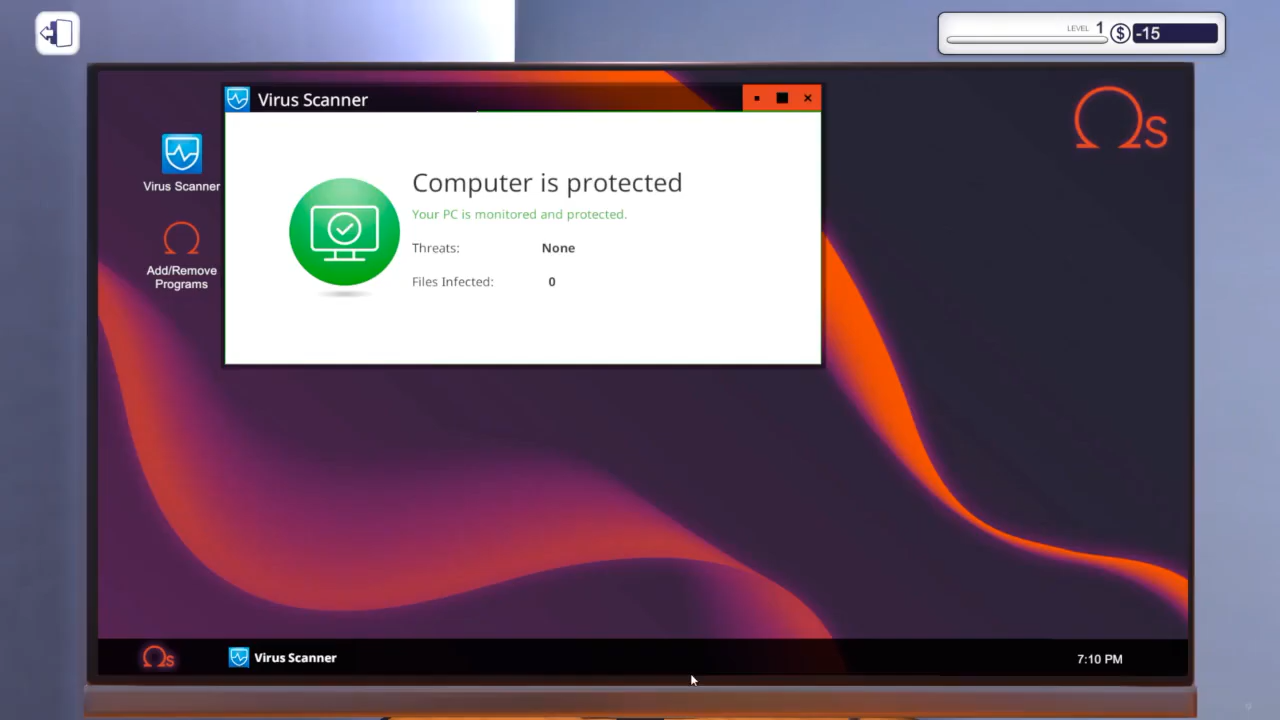 LEVEL 1 $ -15
Virus Scanner
Ωs
Virus Scanner
Computer is protected
Your PC is monitored and protected.
Threats: None
Files Infected: 0
Add/Remove
Programs
Ωs
Virus Scanner
7:10 PM